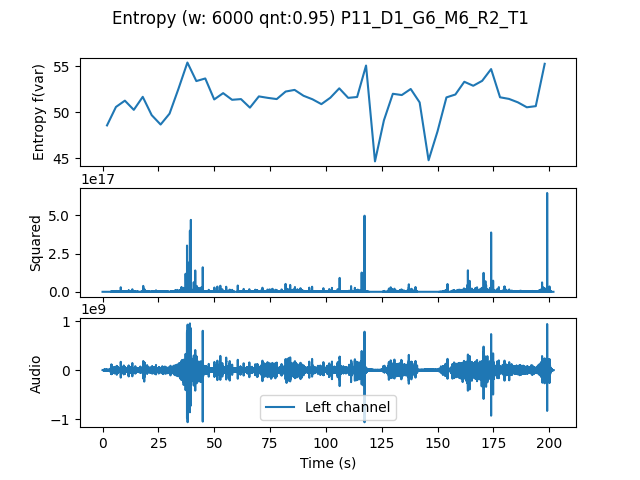 Entropy (w: 6000 qnt:0.95) P11_D1_G6_M6_R2_T1
55
50
45
Entropy f(var)
1e17
5.0
2.5
0.0
Squared
1e9
1
0
−1
Audio
Left channel
0 25 50 75 100 125 150 175 200
Time (s)